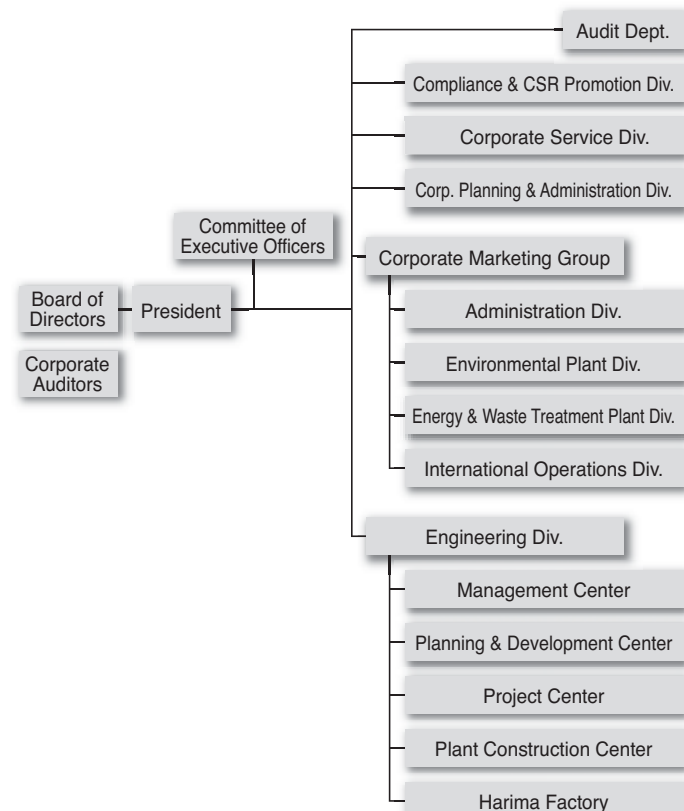 Audit Dept.
Compliance & CSR Promotion Div.
Corporate Service Div.
Corp. Planning & Administration Div.
Committee of
Executive Officers
Board of
Directors
President
Corporate
Auditors
Corporate Marketing Group
Administration Div.
Environmental Plant Div.
Energy & Waste Treatment Plant Div.
International Operations Div.
Engineering Div.
Management Center
Planning & Development Center
Project Center
Plant Construction Center
Harima Factory